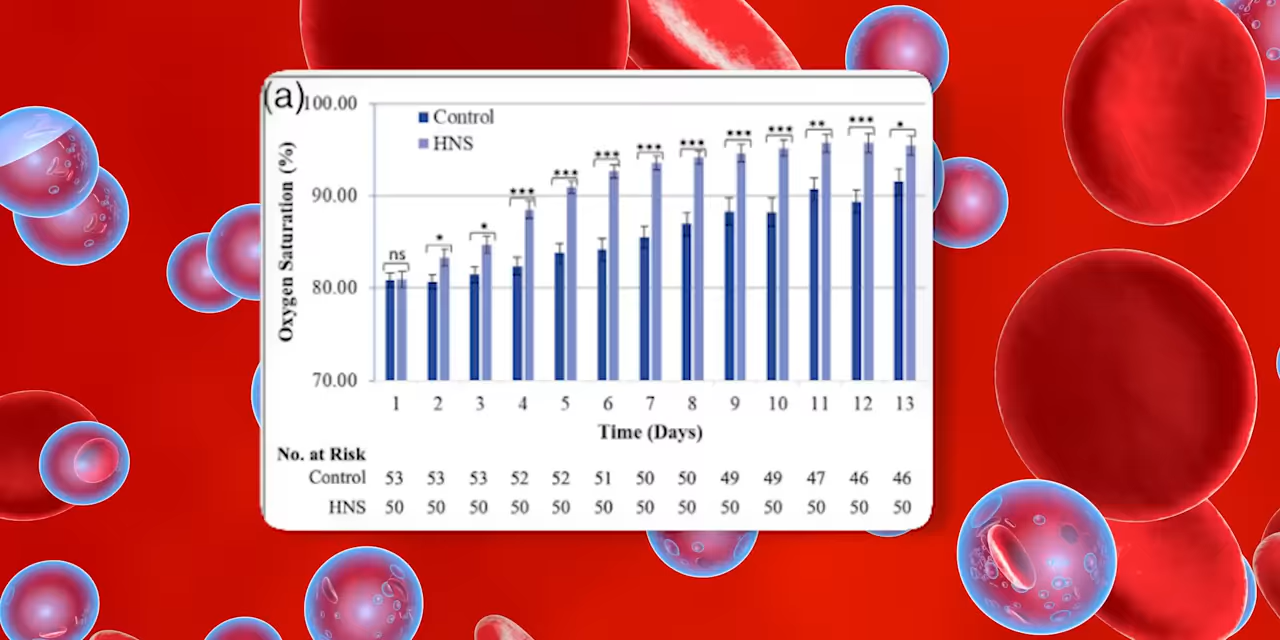 (a)
100.00
Control
HNS
Oxygen Saturation (%)
90.00
80.00
70.00
ns
*
*
***
***
***
***
***
***
***
**
***
*
1 2 3 4 5 6 7 8 9 10 11 12 13
Time (Days)
No. at Risk
Control 53 53 53 52 52 51 50 50 49 49 47 46 46
HNS 50 50 50 50 50 50 50 50 50 50 50 50 50